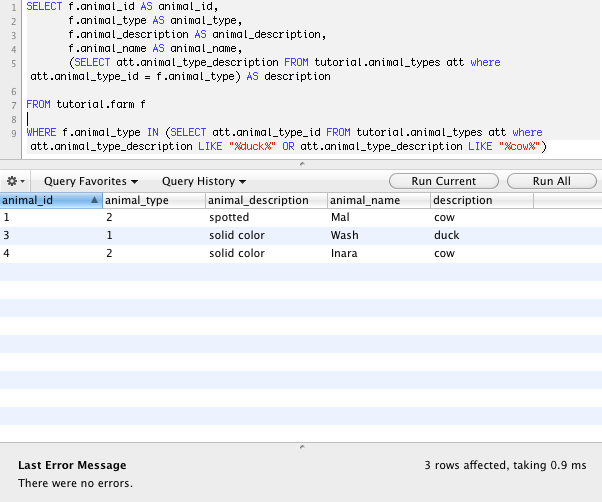 1 SELECT f.animal_id AS animal_id,
2 f.animal_type AS animal_type,
3 f.animal_description AS animal_description,
4 f.animal_name AS animal_name,
5 (SELECT att.animal_type_description FROM tutorial.animal_types att where
att.animal_type_id = f.animal_type) AS description
6
7 FROM tutorial.farm f
8
9 WHERE f.animal_type IN (SELECT att.animal_type_id FROM tutorial.animal_types att where
att.animal_type_description LIKE "%duck%" OR att.animal_type_description LIKE "%cow%")
Query Favorites Query History Run Current Run All
animal_id animal_type animal_description animal_name description
1 2 spotted Mal cow
3 1 solid color Wash duck
4 2 solid color Inara cow
Last Error Message 3 rows affected, taking 0.9 ms
There were no errors.